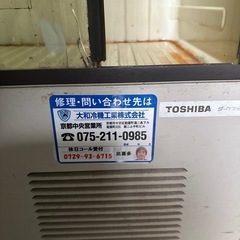 修理・問い合わせ先は
大和冷機工業株式会社
京都中央営業所
☎075-211-0985
休日コール受付
0729-93-6715
TOSHIBA